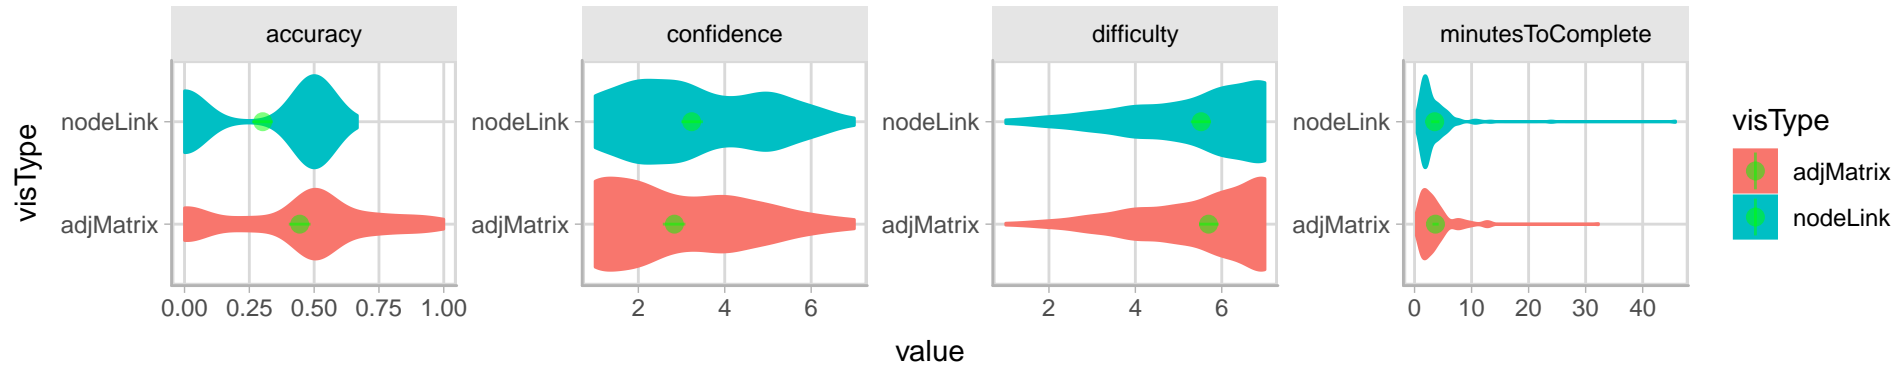 accuracy
confidence
difficulty
minutesToComplete
visType
nodeLink
adjMatrix
0.00 0.25 0.50 0.75 1.00
nodeLink
adjMatrix
2 4 6
nodeLink
adjMatrix
2 4 6
nodeLink
adjMatrix
0 10 20 30 40
value
visType
adjMatrix
nodeLink